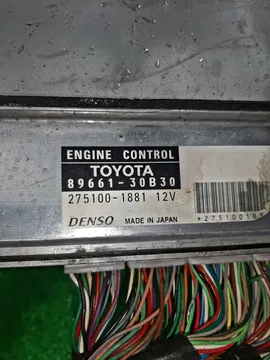 ENGINE CONTROL
TOYOTA
89661-30B30
275100-1881 12V
DENSO MADE IN JAPAN